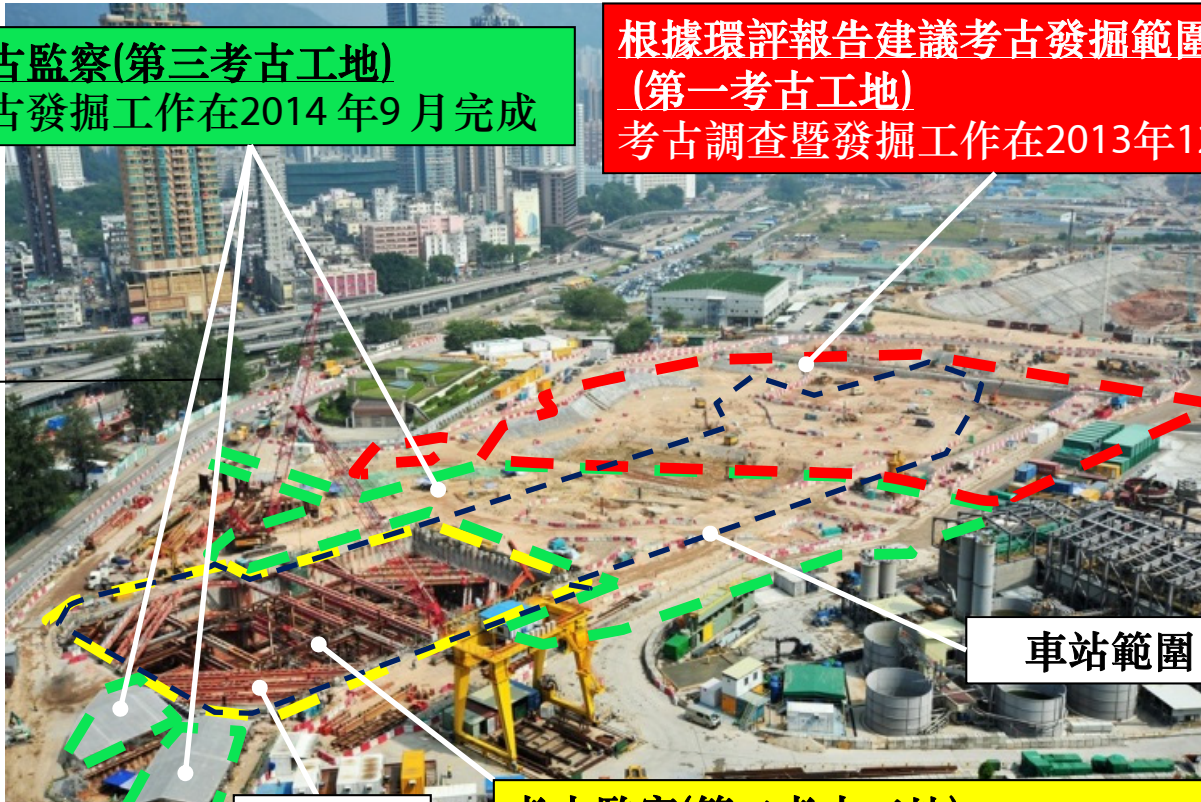 古監察(第三考古工地)
古發掘工作在2014 年9 月完成
根據環評報告建議考古發掘範圍
(第一考古工地)
考古調查暨發掘工作在2013年1
車站範圍